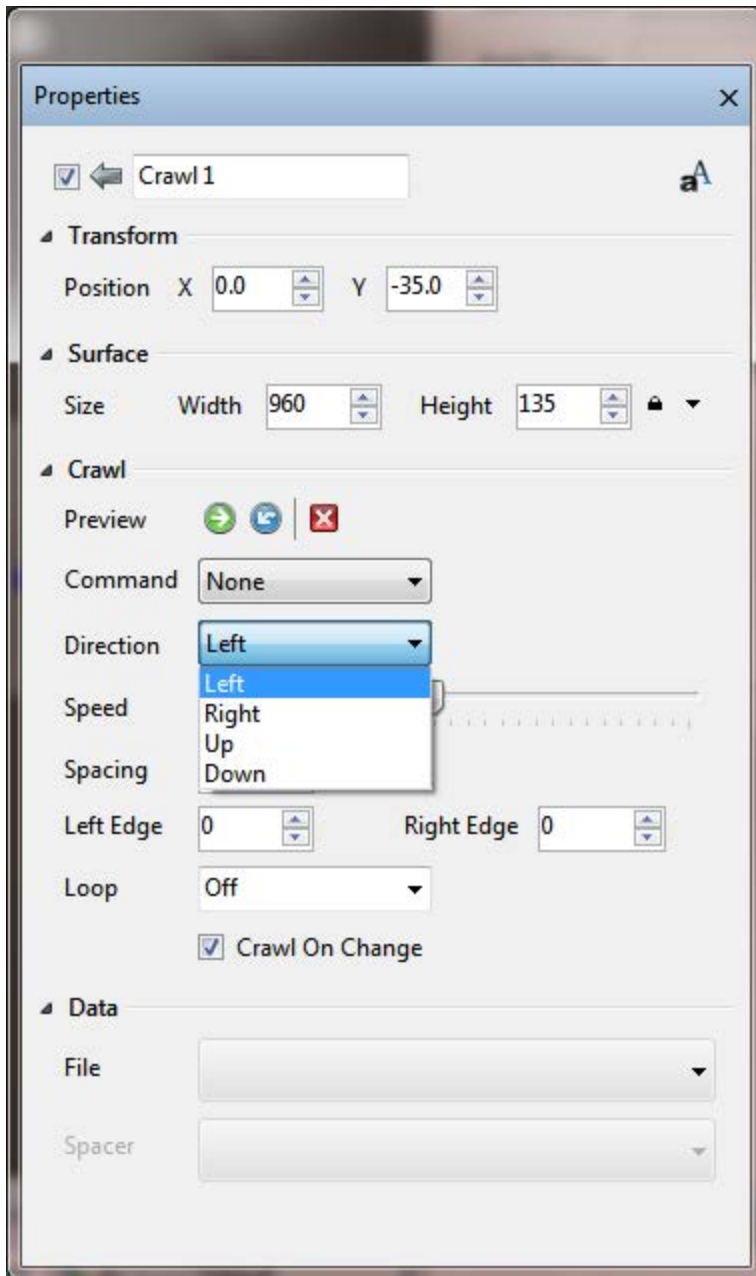 Properties
Crawl 1
aA
Transform
Position X 0.0 Y -35.0
Surface
Size Width 960 Height 135
Crawl
Preview
Command None
Direction Left
Left
Speed
Right
Up
Spacing
Down
Left Edge 0 Right Edge 0
Loop Off
Crawl On Change
Data
File
Spacer